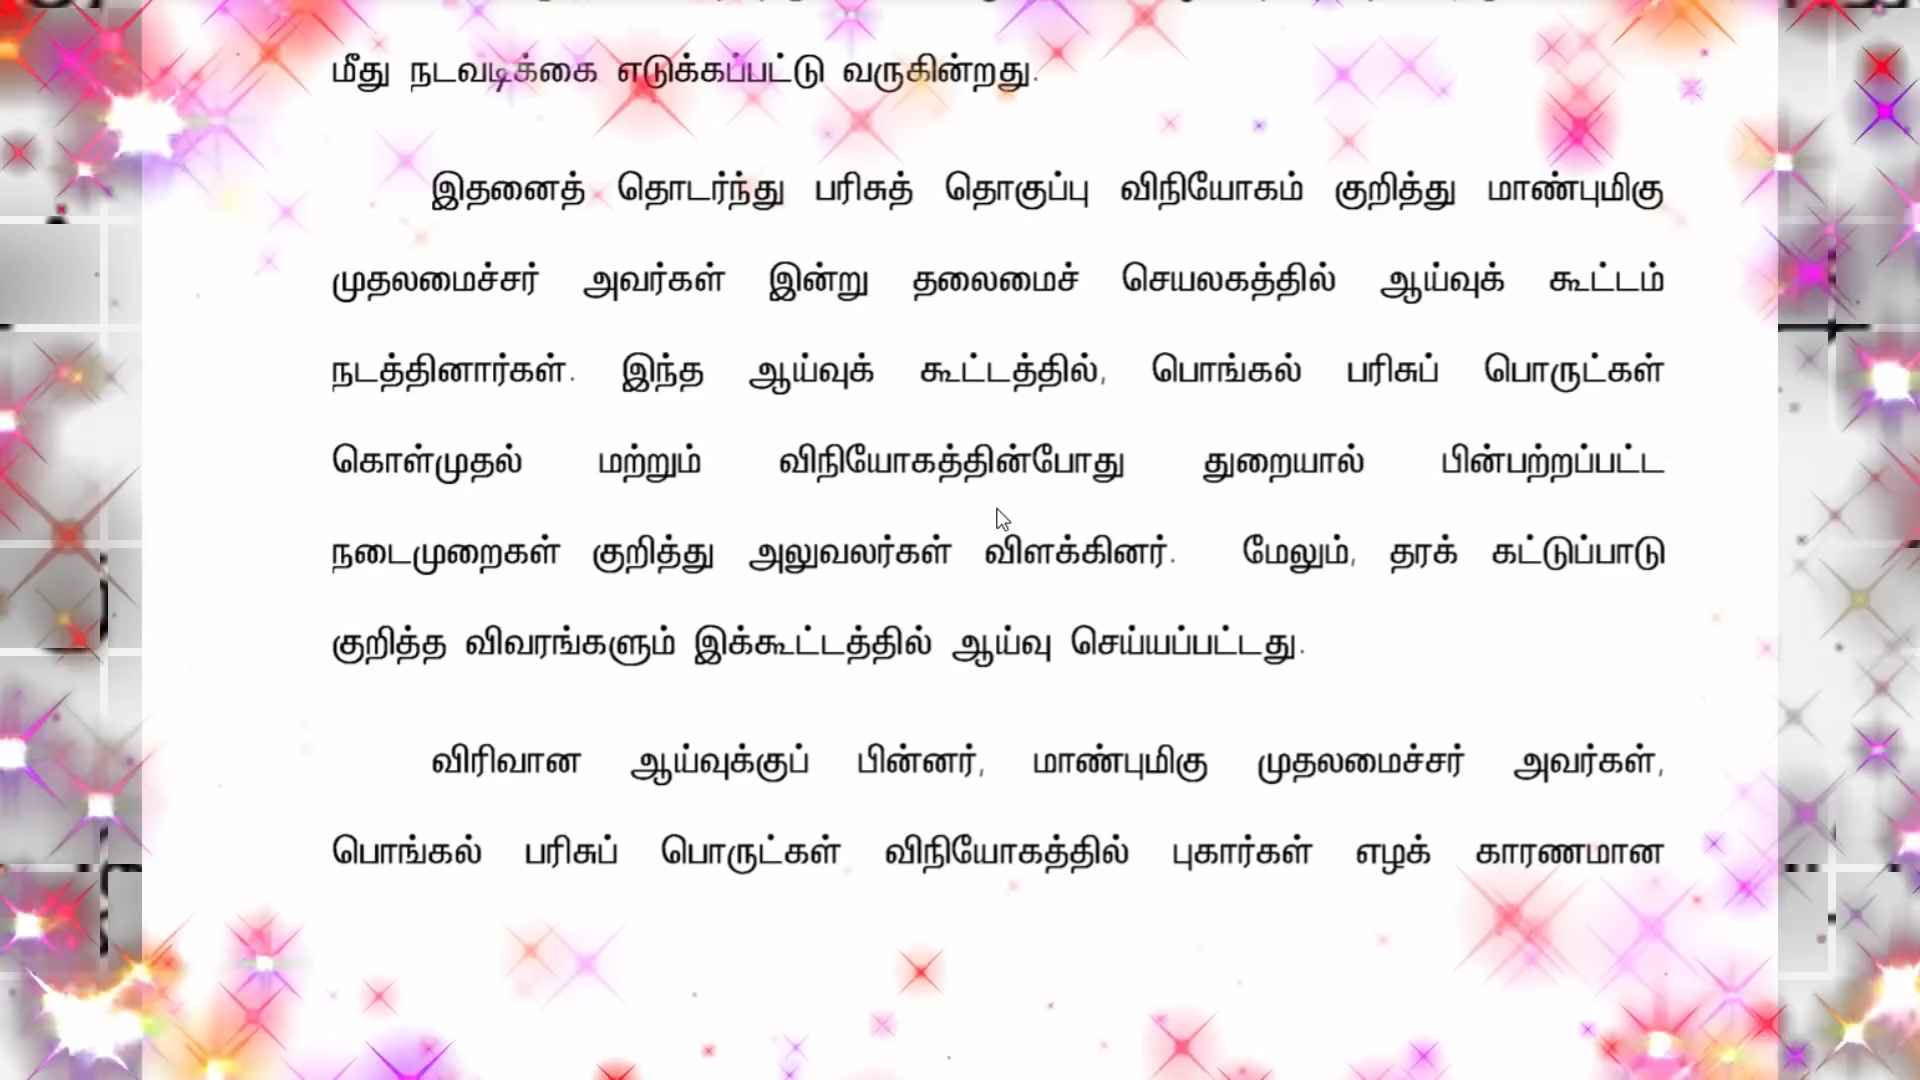 மீது நடவடிக்கை எடுக்கப்பட்டு வருகின்றது.
இதனைத் தொடர்ந்து பரிசுத் தொகுப்பு விநியோகம் குறித்து மாண்புமிகு
முதலமைச்சர் அவர்கள் இன்று தலைமைச் செயலகத்தில் ஆய்வுக் கூட்டம்
நடத்தினார்கள். இந்த ஆய்வுக் கூட்டத்தில், பொங்கல் பரிசுப் பொருட்கள்
கொள்முதல் மற்றும் விநியோகத்தின்போது துறையால் பின்பற்றப்பட்ட
நடைமுறைகள் குறித்து அலுவலர்கள் விளக்கினர். மேலும், தரக் கட்டுப்பாடு
குறித்த விவரங்களும் இக்கூட்டத்தில் ஆய்வு செய்யப்பட்டது.
விரிவான ஆய்வுக்குப் பின்னர், மாண்புமிகு முதலமைச்சர் அவர்கள்,
பொங்கல் பரிசுப் பொருட்கள் விநியோகத்தில் புகார்கள் எழக் காரணமான